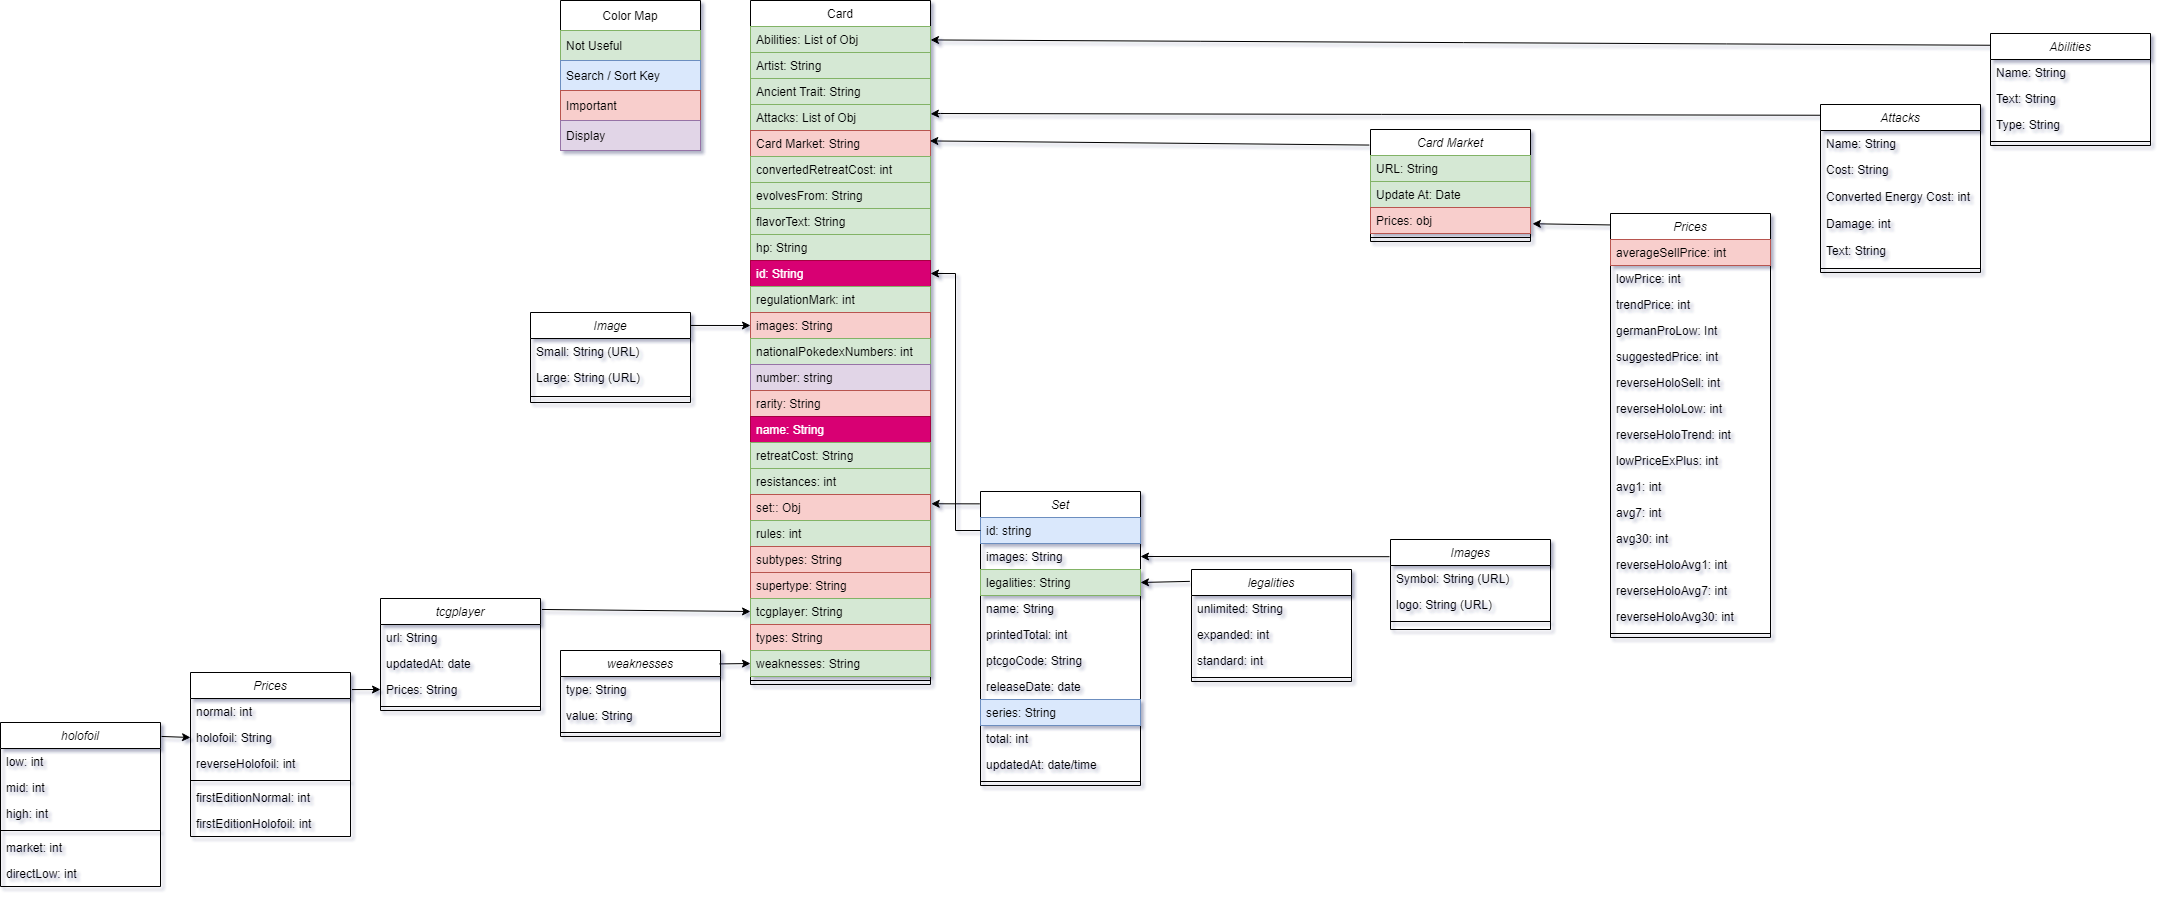 Color Map
Not Useful
Search / Sort Key
Important
Display
Card
Abilities: List of Obj
Artist: String
Ancient Trait: String
Attacks: List of Obj
Card Market: String
convertedRetreatCost: int
evolvesFrom: String
flavorText: String
hp: String
id: String
regulationMark: int
images: String
nationalPokedexNumbers: int
number: string
rarity: String
name: String
retreatCost: String
resistances: int
set:: Obj
rules: int
subtypes: String
supertype: String
tcgplayer: String
types: String
weaknesses: String
Abilities
Name: String
Text: String
Type: String
Attacks
Name: String
Cost: String
Converted Energy Cost: int
Damage: int
Text: String
Card Market
URL: String
Update At: Date
Prices: obj
Prices
averageSellPrice: int
lowPrice: int
trendPrice: int
germanProLow: Int
suggestedPrice: int
reverseHoloSell: int
reverseHoloLow: int
reverseHoloTrend: int
lowPriceExPlus: int
avg1: int
avg7: int
avg30: int
reverseHoloAvg1: int
reverseHoloAvg7: int
reverseHoloAvg30: int
Image
Small: String (URL)
Large: String (URL)
Set
id: string
images: String
legalities: String
name: String
printedTotal: int
ptcgoCode: String
releaseDate: date
series: String
total: int
updatedAt: date/time
Images
Symbol: String (URL)
logo: String (URL)
legalities
unlimited: String
expanded: int
standard: int
tcgplayer
url: String
updatedAt: date
Prices: String
weaknesses
type: String
value: String
Prices
normal: int
holofoil: String
reverseHolofoil: int
firstEditionNormal: int
firstEditionHolofoil: int
holofoil
low: int
mid: int
high: int
market: int
directLow: int